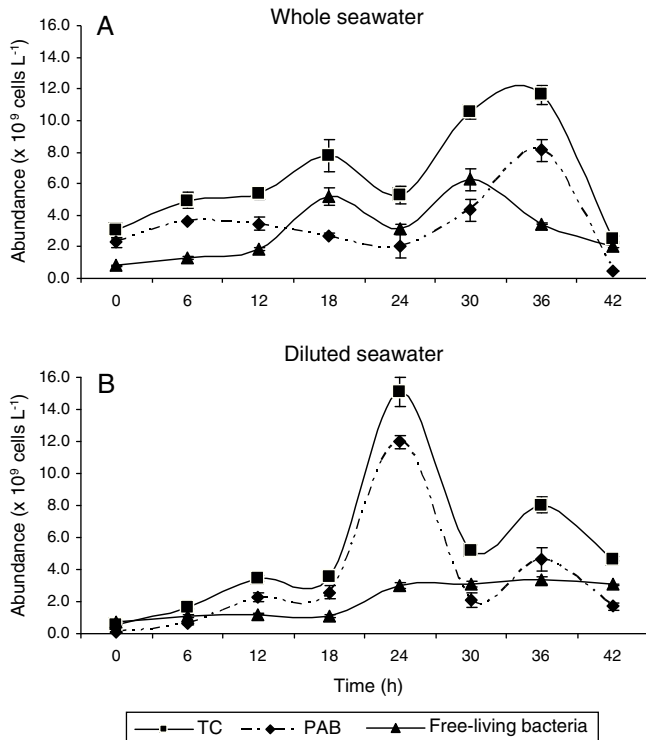 A
Whole seawater
Abundance (x 10⁹ cells L⁻¹)
16.0
14.0
12.0
10.0
8.0
6.0
4.0
2.0
0.0
0 6 12 18 24 30 36 42
B
Diluted seawater
Abundance (x 10⁹ cells L⁻¹)
16.0
14.0
12.0
10.0
8.0
6.0
4.0
2.0
0.0
0 6 12 18 24 30 36 42
Time (h)
TC PAB Free-living bacteria